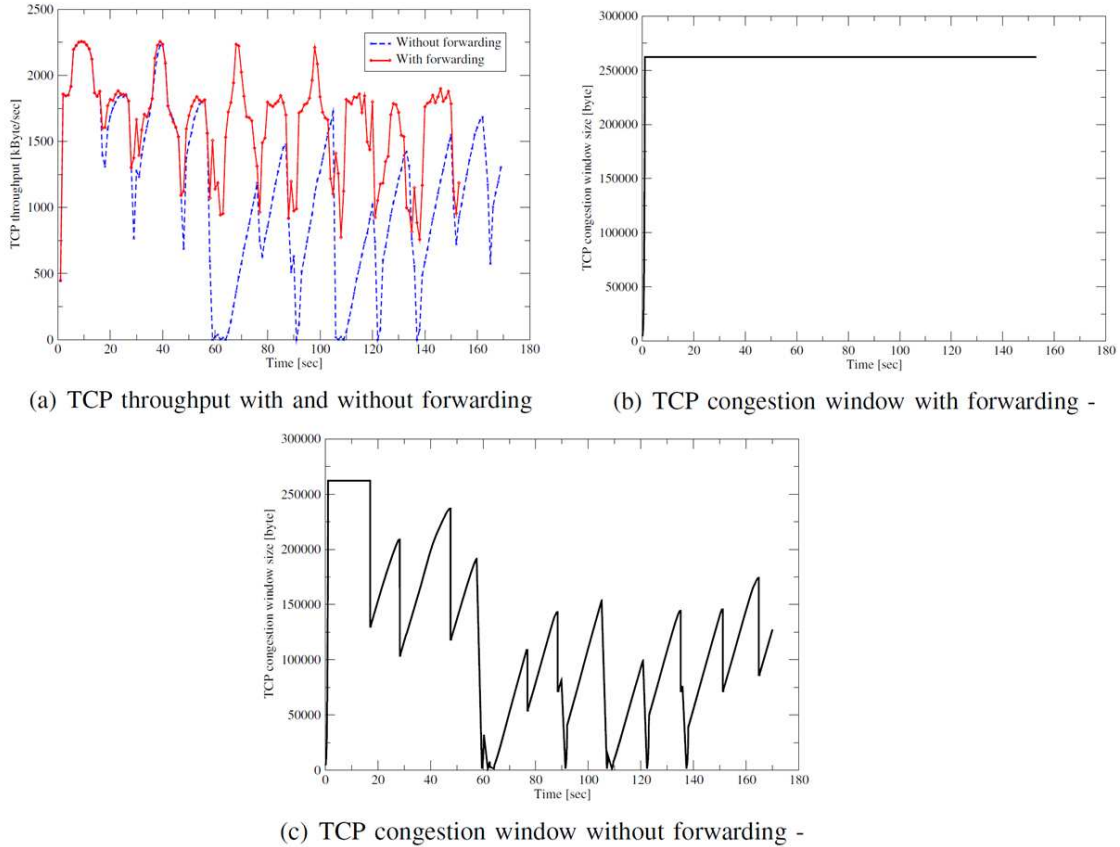 2500
2000
1500
1000
500
0
TCP throughput [kByte/sec]
Without forwarding
With forwarding
0 20 40 60 80 100 120 140 160 180
Time [sec]
(a) TCP throughput with and without forwarding
300000
250000
200000
150000
100000
50000
0
TCP congestion window size [byte]
0 20 40 60 80 100 120 140 160 180
Time [sec]
(b) TCP congestion window with forwarding -
300000
250000
200000
150000
100000
50000
0
TCP congestion window size [byte]
0 20 40 60 80 100 120 140 160 180
Time [sec]
(c) TCP congestion window without forwarding -